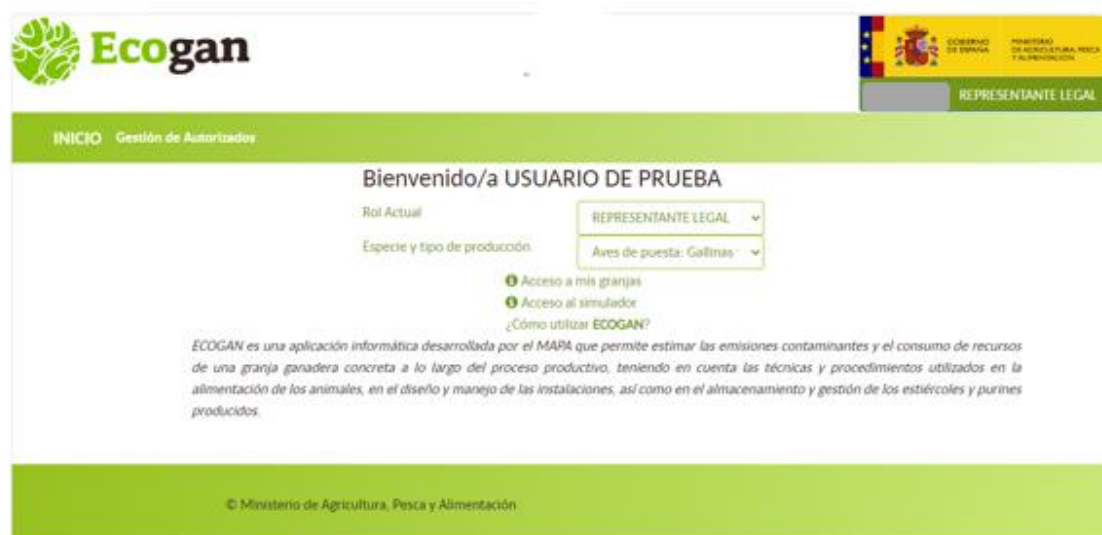 Ecogan
GOBIERNO
DE ESPAÑA
MINISTERIO
DE AGRICULTURA, PESCA
Y ALIMENTACIÓN
REPRESENTANTE LEGAL
INICIO Gestión de Autorizados
Bienvenido/a USUARIO DE PRUEBA
Rol Actual REPRESENTANTE LEGAL
Especie y tipo de producción Aves de puesta: Gallinas
Acceso a mis granjas
Acceso al simulador
¿Cómo utilizar ECOGAN?
ECOGAN es una aplicación informática desarrollada por el MAPA que permite estimar las emisiones contaminantes y el consumo de recursos
de una granja ganadera concreta a lo largo del proceso productivo, teniendo en cuenta las técnicas y procedimientos utilizados en la
alimentación de los animales, en el diseño y manejo de las instalaciones, así como en el almacenamiento y gestión de los estiércoles y purines
producidos.
© Ministerio de Agricultura, Pesca y Alimentación